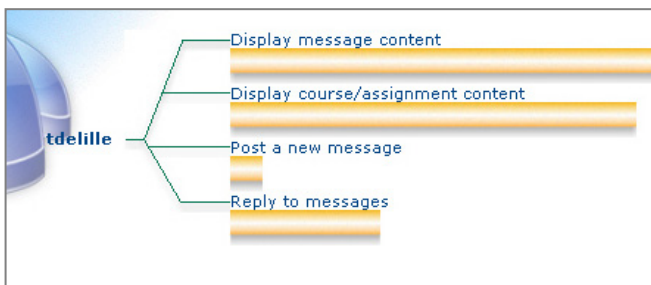 Display message content
Display course/assignment content
tdelille
Post a new message
Reply to messages